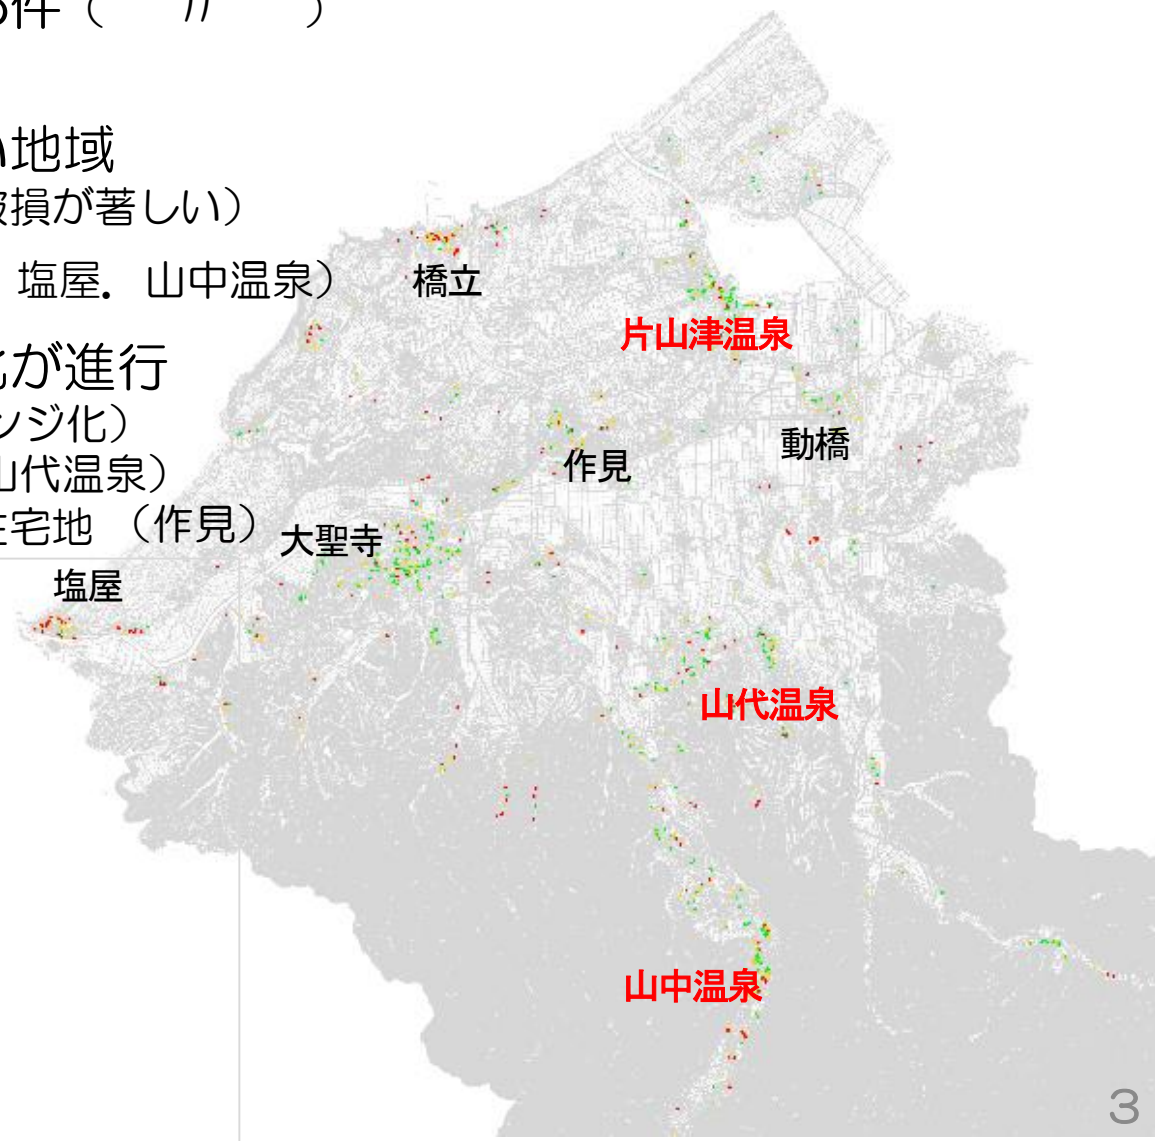 件（　〃　）
い地域
破損が著しい）
塩屋．山中温泉）
橋立
片山津温泉
化が進行
ンジ化）
動橋
山代温泉）
作見
住宅地 （作見）
大聖寺
塩屋
山代温泉
山中温泉
3